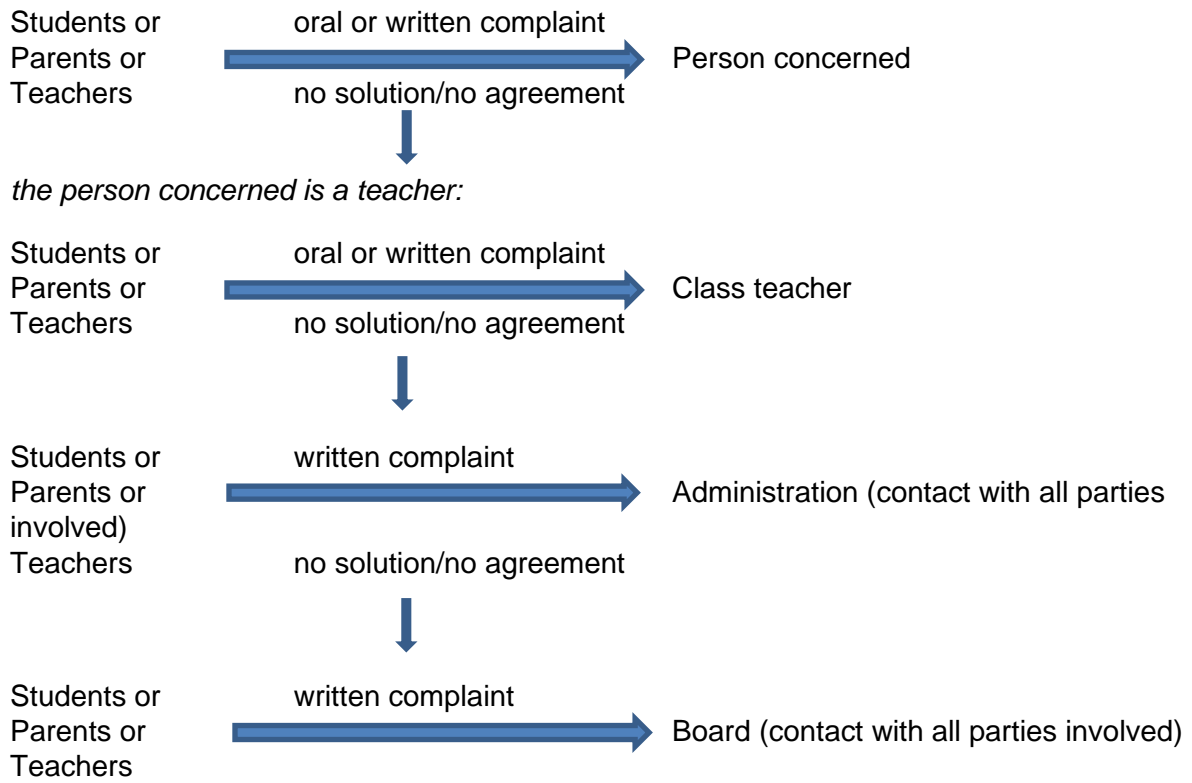 Students or oral or written complaint
Parents or Person concerned
Teachers no solution/no agreement
the person concerned is a teacher:
Students or oral or written complaint
Parents or Class teacher
Teachers no solution/no agreement
Students or written complaint
Parents or Administration (contact with all parties
involved)
Teachers no solution/no agreement
Students or written complaint
Parents or Board (contact with all parties involved)
Teachers